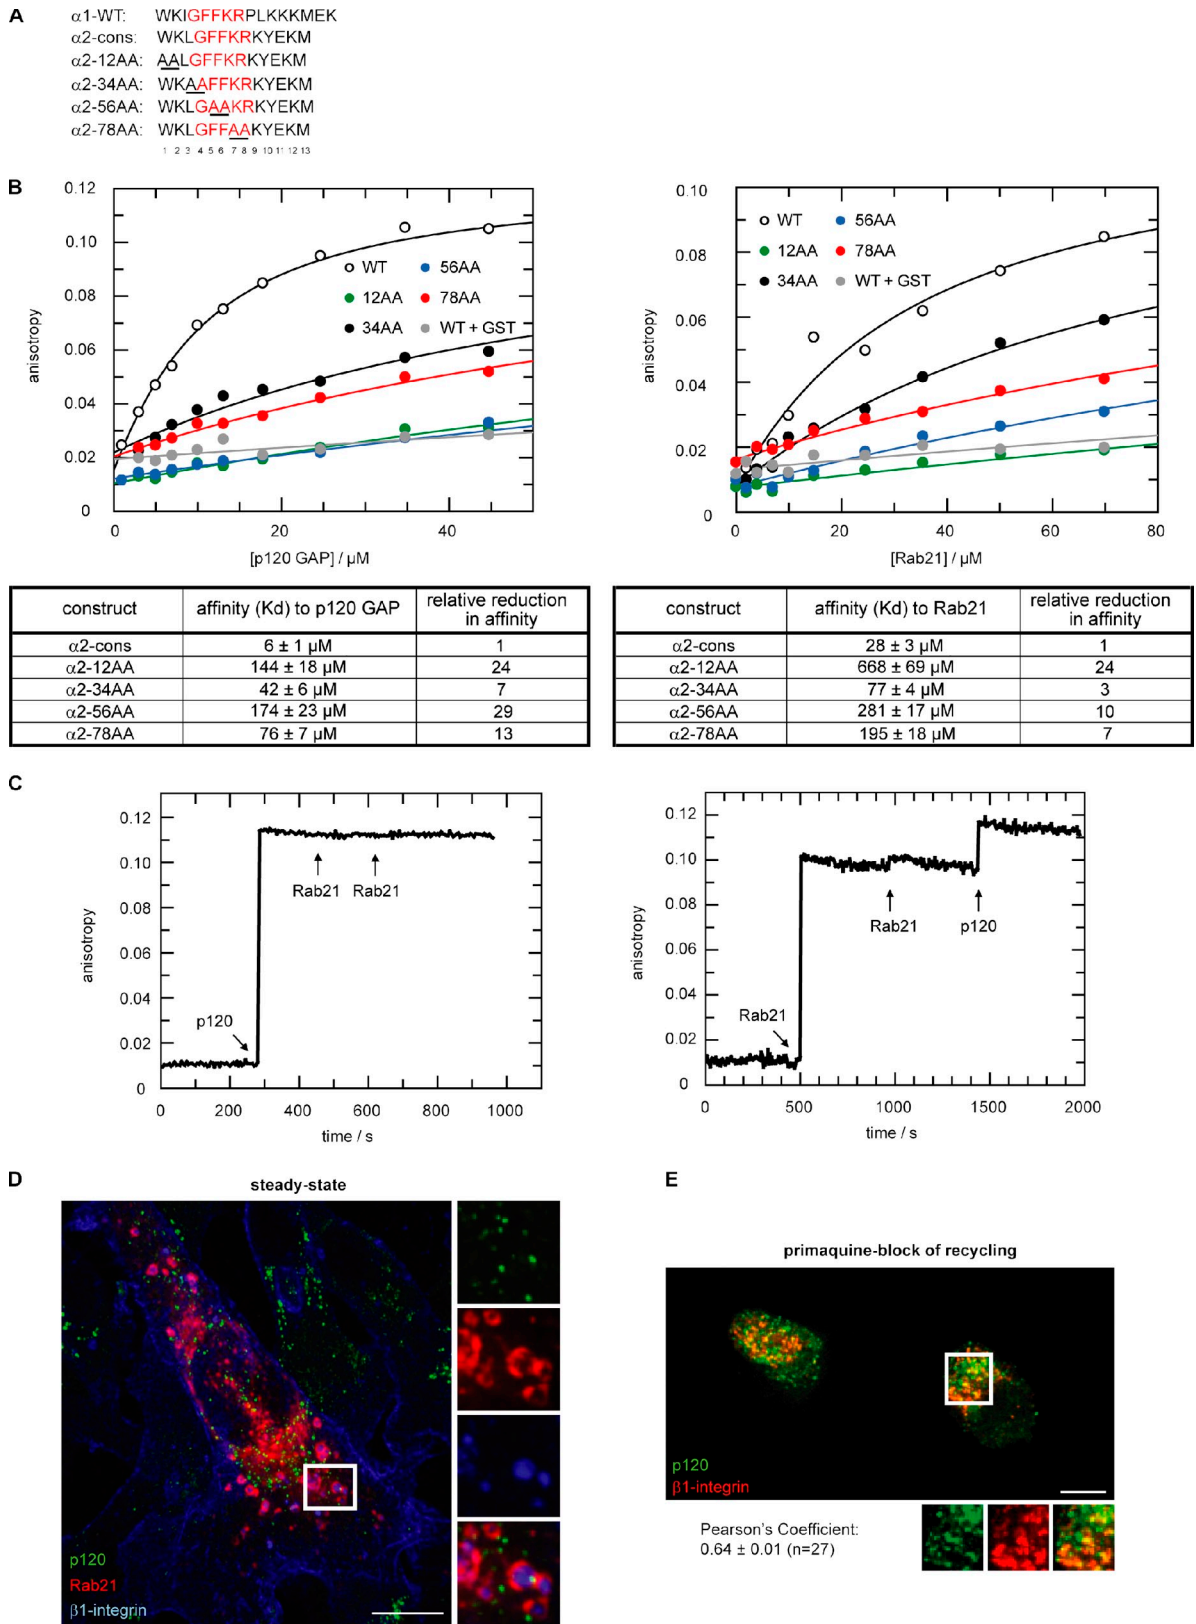 A
α1-WT: WKIGFFKRPLKKKMEK
α2-cons: WKLGFFKRKYEKM
α2-12AA: AALGFFKRKYEKM
α2-34AA: WKAAFFKRKYEKM
α2-56AA: WKLGAAKRKYEKM
α2-78AA: WKLGFFAAKYEKM
1 2 3 4 5 6 7 8 9 10 11 12 13
B
0.12
0.10
0.08
0.06
0.04
0.02
0
anisotropy
WT
12AA
34AA
56AA
78AA
WT + GST
0 20 40
[p120 GAP] / μM
0.10
0.08
0.06
0.04
0.02
0
anisotropy
WT
12AA
34AA
56AA
78AA
WT + GST
0 20 40 60 80
[Rab21] / μM
construct affinity (Kd) to p120 GAP relative reduction in affinity
α2-cons 6 ± 1 μM 1
α2-12AA 144 ± 18 μM 24
α2-34AA 42 ± 6 μM 7
α2-56AA 174 ± 23 μM 29
α2-78AA 76 ± 7 μM 13
construct affinity (Kd) to Rab21 relative reduction in affinity
α2-cons 28 ± 3 μM 1
α2-12AA 668 ± 69 μM 24
α2-34AA 77 ± 4 μM 3
α2-56AA 281 ± 17 μM 10
α2-78AA 195 ± 18 μM 7
C
0.12
0.10
0.08
0.06
0.04
0.02
0
anisotropy
p120
Rab21 Rab21
0 200 400 600 800 1000
time / s
0.12
0.10
0.08
0.06
0.04
0.02
0
anisotropy
Rab21
Rab21 p120
0 500 1000 1500 2000
time / s
D
steady-state
p120
Rab21
β1-integrin
E
primaquine-block of recycling
p120
β1-integrin
Pearson's Coefficient:
0.64 ± 0.01 (n=27)